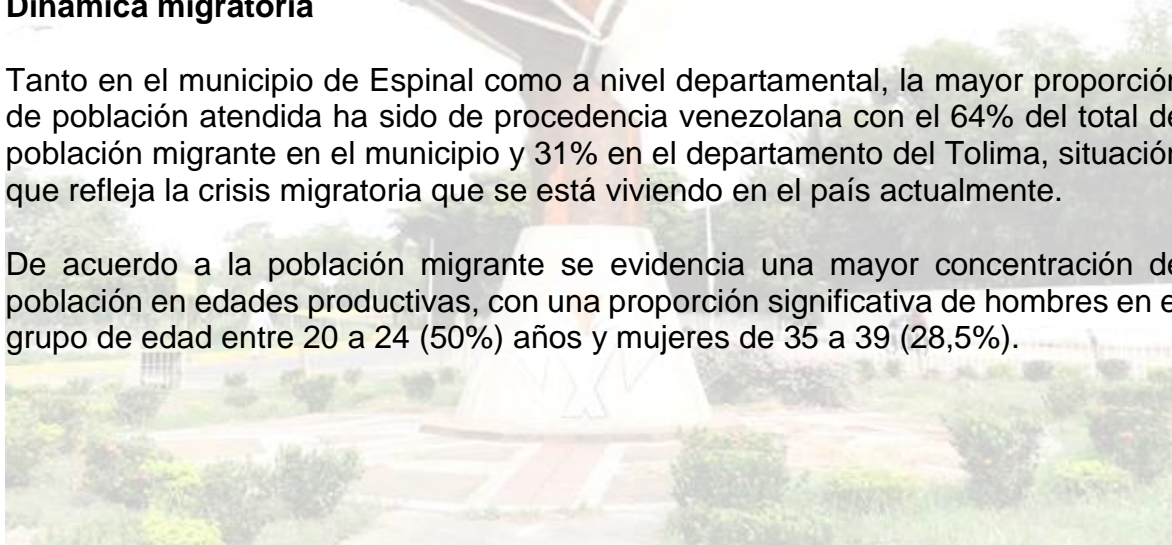 Dinámica migratoria
Tanto en el municipio de Espinal como a nivel departamental, la mayor proporción
de población atendida ha sido de procedencia venezolana con el 64% del total de
población migrante en el municipio y 31% en el departamento del Tolima, situación
que refleja la crisis migratoria que se está viviendo en el país actualmente.
De acuerdo a la población migrante se evidencia una mayor concentración de
población en edades productivas, con una proporción significativa de hombres en el
grupo de edad entre 20 a 24 (50%) años y mujeres de 35 a 39 (28,5%).